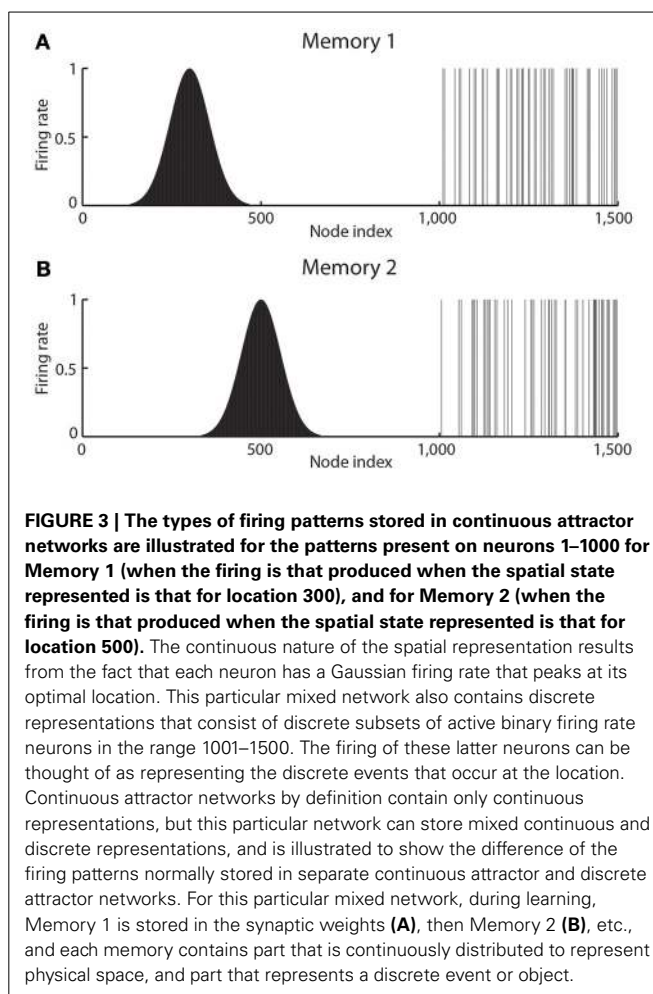 A
Memory 1
Firing rate
1
0.5
0
0
500
1,000
1,500
Node index
B
Memory 2
Firing rate
1
0.5
0
0
500
1,000
1,500
Node index
FIGURE 3 | The types of firing patterns stored in continuous attractor
networks are illustrated for the patterns present on neurons 1–1000 for
Memory 1 (when the firing is that produced when the spatial state
represented is that for location 300), and for Memory 2 (when the
firing is that produced when the spatial state represented is that for
location 500). The continuous nature of the spatial representation results
from the fact that each neuron has a Gaussian firing rate that peaks at its
optimal location. This particular mixed network also contains discrete
representations that consist of discrete subsets of active binary firing rate
neurons in the range 1001–1500. The firing of these latter neurons can be
thought of as representing the discrete events that occur at the location.
Continuous attractor networks by definition contain only continuous
representations, but this particular network can store mixed continuous and
discrete representations, and is illustrated to show the difference of the
firing patterns normally stored in separate continuous attractor and discrete
attractor networks. For this particular mixed network, during learning,
Memory 1 is stored in the synaptic weights (A), then Memory 2 (B), etc.,
and each memory contains part that is continuously distributed to represent
physical space, and part that represents a discrete event or object.